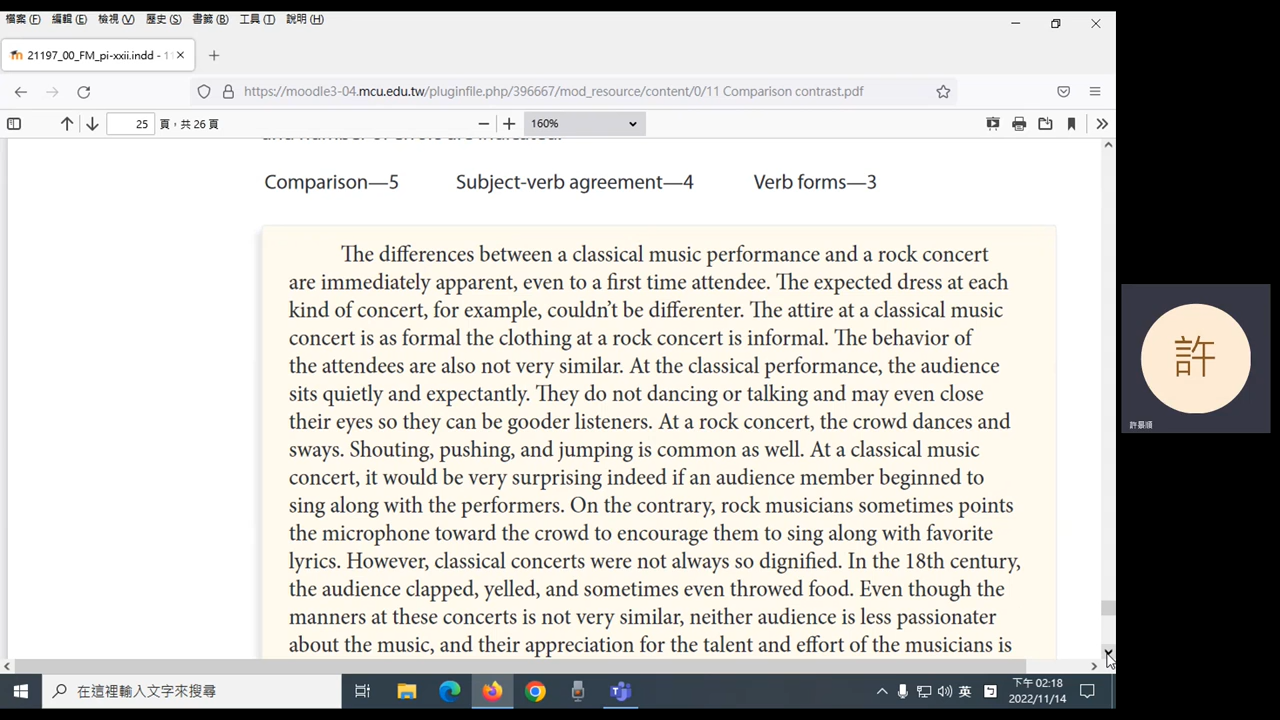 檔案(F) 編輯(E) 檢視(V) 歷史(S) 書籤(B) 工具(T) 說明(H)
21197_00_FM_pi-xxii.indd - 11
https://moodle3-04.mcu.edu.tw/pluginfile.php/396667/mod_resource/content/0/11 Comparison contrast.pdf
25 頁，共 26 頁 160%
and number of errors are indicated.
Comparison—5 Subject-verb agreement—4 Verb forms—3
The differences between a classical music performance and a rock concert
are immediately apparent, even to a first time attendee. The expected dress at each
kind of concert, for example, couldn't be differenter. The attire at a classical music
concert is as formal the clothing at a rock concert is informal. The behavior of
the attendees are also not very similar. At the classical performance, the audience
sits quietly and expectantly. They do not dancing or talking and may even close
their eyes so they can be gooder listeners. At a rock concert, the crowd dances and
sways. Shouting, pushing, and jumping is common as well. At a classical music
concert, it would be very surprising indeed if an audience member beginned to
sing along with the performers. On the contrary, rock musicians sometimes points
the microphone toward the crowd to encourage them to sing along with favorite
lyrics. However, classical concerts were not always so dignified. In the 18th century,
the audience clapped, yelled, and sometimes even throwed food. Even though the
manners at these concerts is not very similar, neither audience is less passionater
about the music, and their appreciation for the talent and effort of the musicians is
許
許景順
在這裡輸入文字來搜尋
英
下午 02:18
2022/11/14